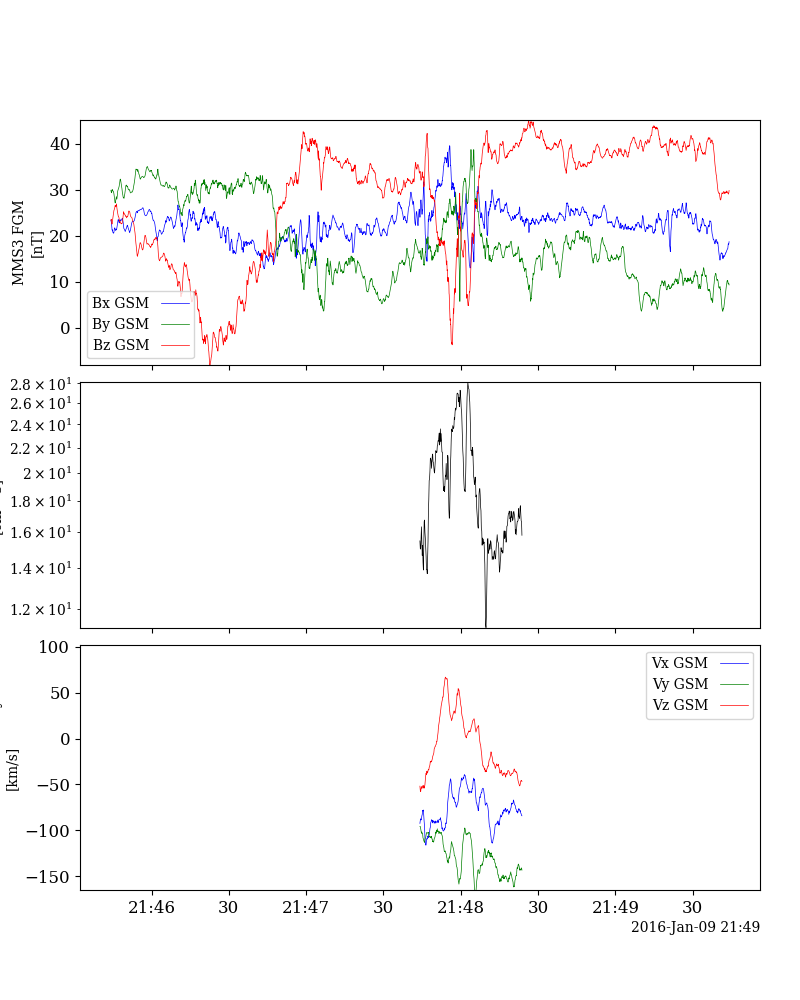 MMS3 FGM
[nT]
40
30
20
10
0
Bx GSM
By GSM
Bz GSM
2.8 × 10¹
2.6 × 10¹
2.4 × 10¹
2.2 × 10¹
2 × 10¹
1.8 × 10¹
1.6 × 10¹
1.4 × 10¹
1.2 × 10¹
[km/s]
100
50
0
−50
−100
−150
Vx GSM
Vy GSM
Vz GSM
21:46
30
21:47
30
21:48
30
21:49
30
2016-Jan-09 21:49